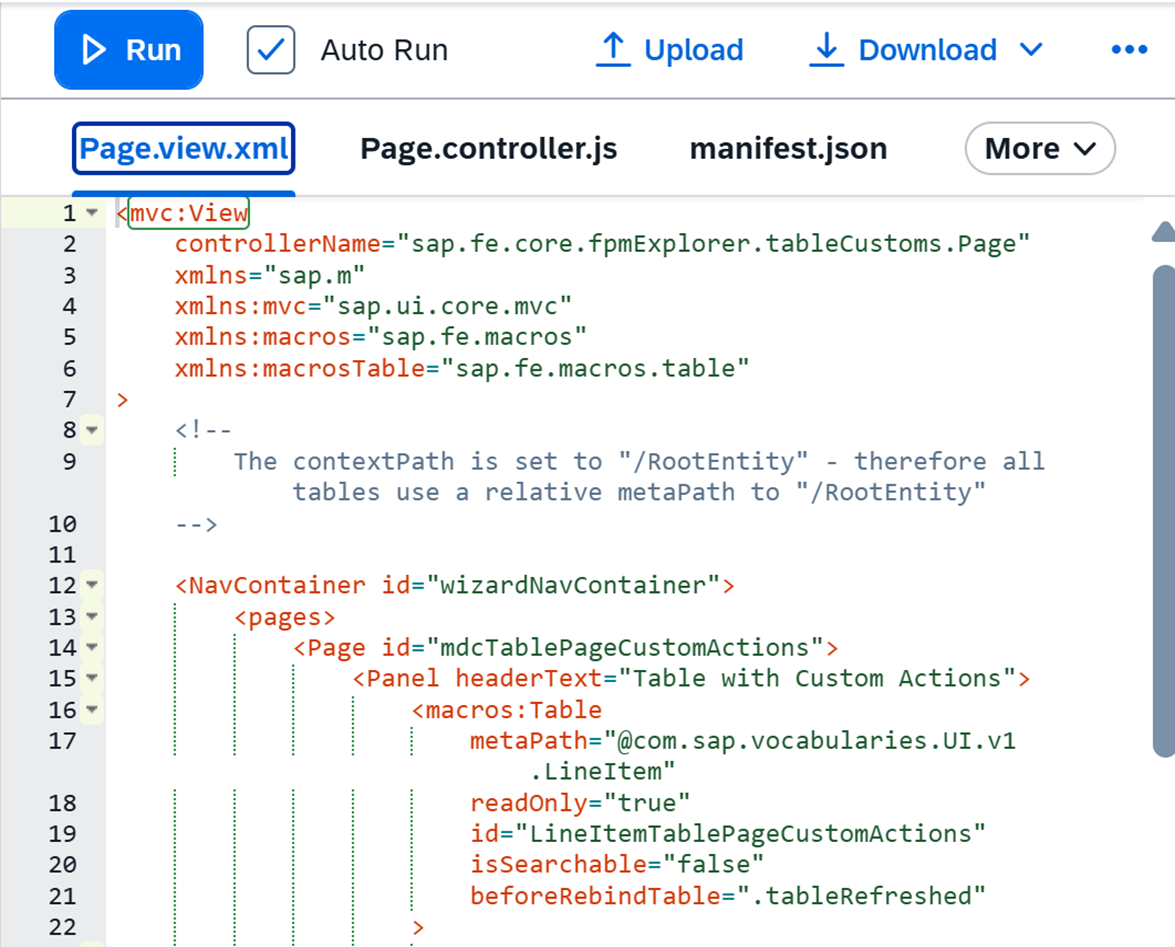 Run Auto Run Upload Download
Page.view.xml Page.controller.js manifest.json More
1 <mvc:View
2 controllerName="sap.fe.core.fpmExplorer.tableCustoms.Page"
3 xmlns="sap.m"
4 xmlns:mvc="sap.ui.core.mvc"
5 xmlns:macros="sap.fe.macros"
6 xmlns:macrosTable="sap.fe.macros.table"
7 >
8 <!--
9 The contextPath is set to "/RootEntity" - therefore all
tables use a relative metaPath to "/RootEntity"
10 -->
11
12 <NavContainer id="wizardNavContainer">
13 <pages>
14 <Page id="mdcTablePageCustomActions">
15 <Panel headerText="Table with Custom Actions">
16 <macros:Table
17 metaPath="@com.sap.vocabularies.UI.v1
.LineItem"
18 readOnly="true"
19 id="LineItemTablePageCustomActions"
20 isSearchable="false"
21 beforeRebindTable=".tableRefreshed"
22 >